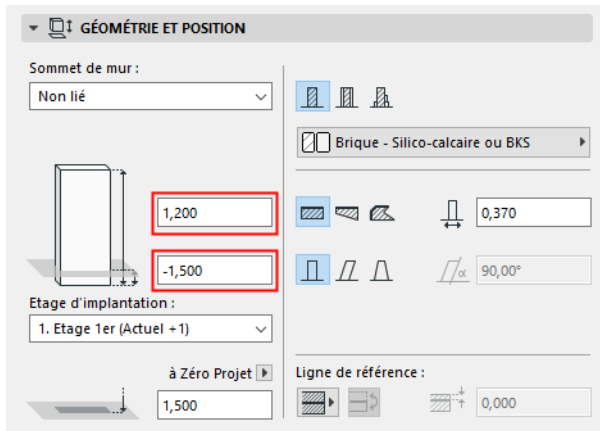 GÉOMÉTRIE ET POSITION
Sommet de mur :
Non lié
1,200
-1,500
Etage d'implantation :
1. Etage 1er (Actuel +1)
à Zéro Projet
1,500
Brique - Silico-calcaire ou BKS
0,370
α
90,00°
Ligne de référence :
0,000